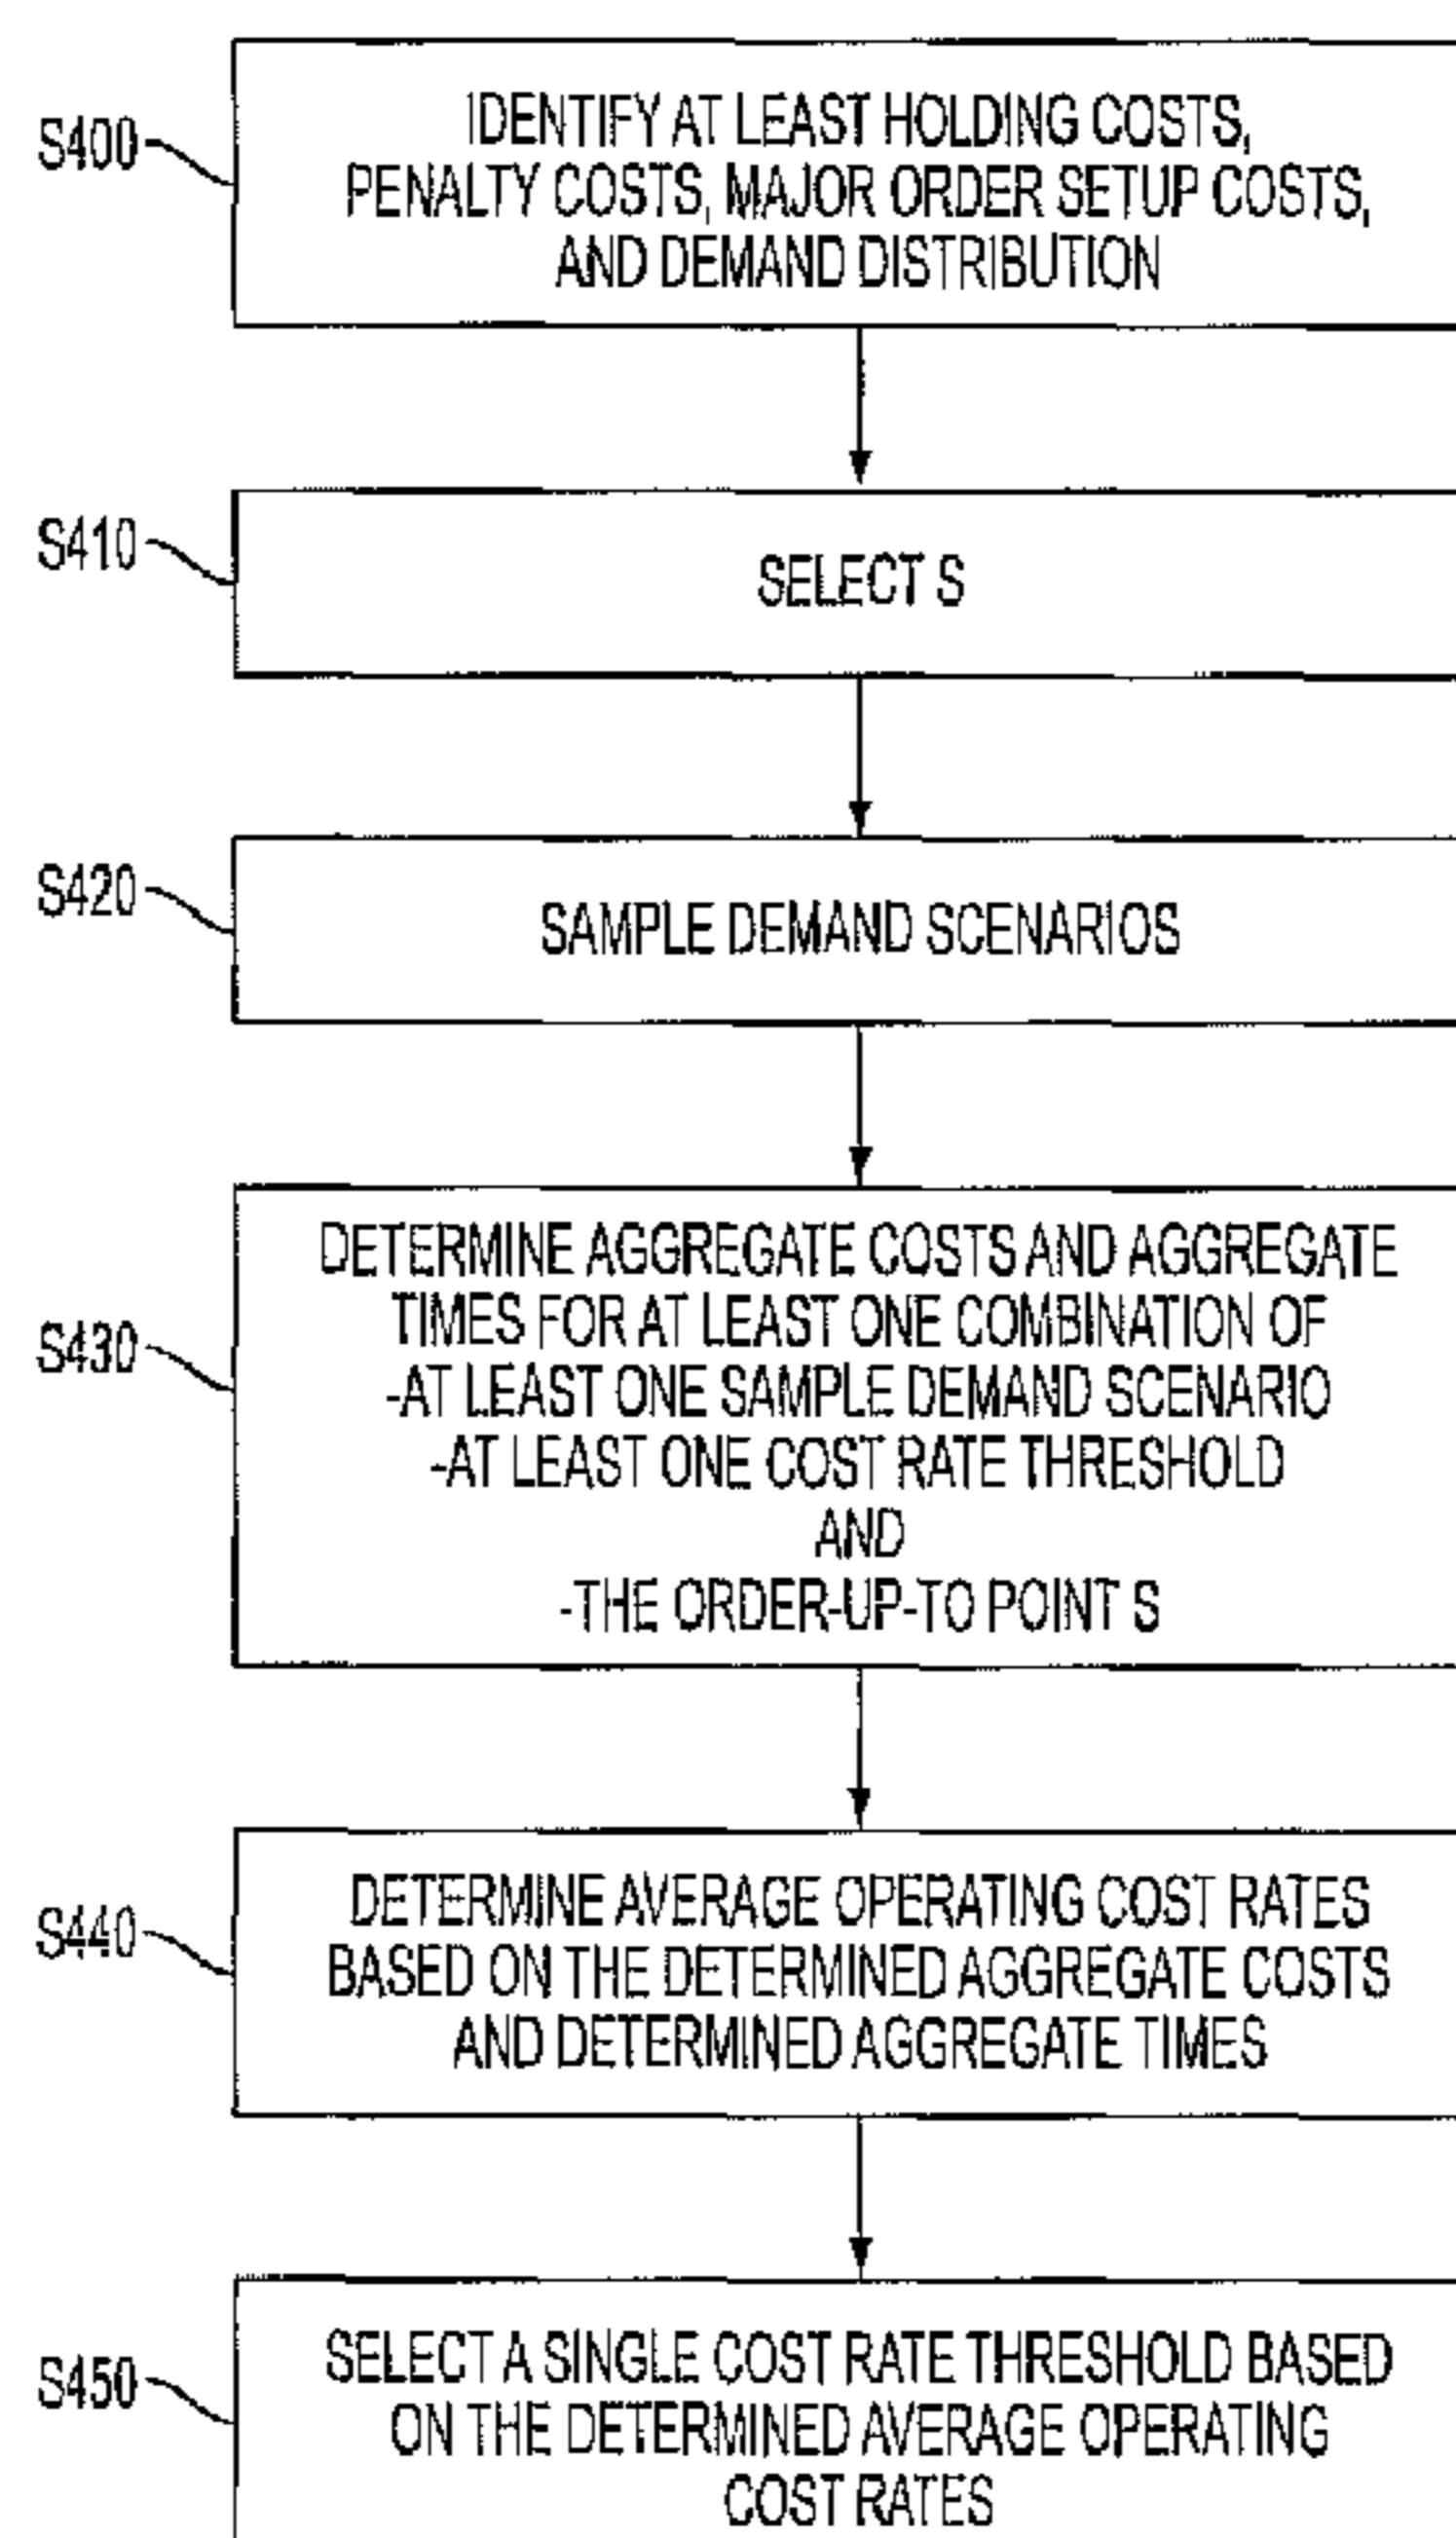 S400
IDENTIFY AT LEAST HOLDING COSTS,
PENALTY COSTS, MAJOR ORDER SETUP COSTS,
AND DEMAND DISTRIBUTION
S410
SELECT S
S420
SAMPLE DEMAND SCENARIOS
S430
DETERMINE AGGREGATE COSTS AND AGGREGATE
TIMES FOR AT LEAST ONE COMBINATION OF
-AT LEAST ONE SAMPLE DEMAND SCENARIO
-AT LEAST ONE COST RATE THRESHOLD
AND
-THE ORDER-UP-TO POINT S
S440
DETERMINE AVERAGE OPERATING COST RATES
BASED ON THE DETERMINED AGGREGATE COSTS
AND DETERMINED AGGREGATE TIMES
S450
SELECT A SINGLE COST RATE THRESHOLD BASED
ON THE DETERMINED AVERAGE OPERATING
COST RATES